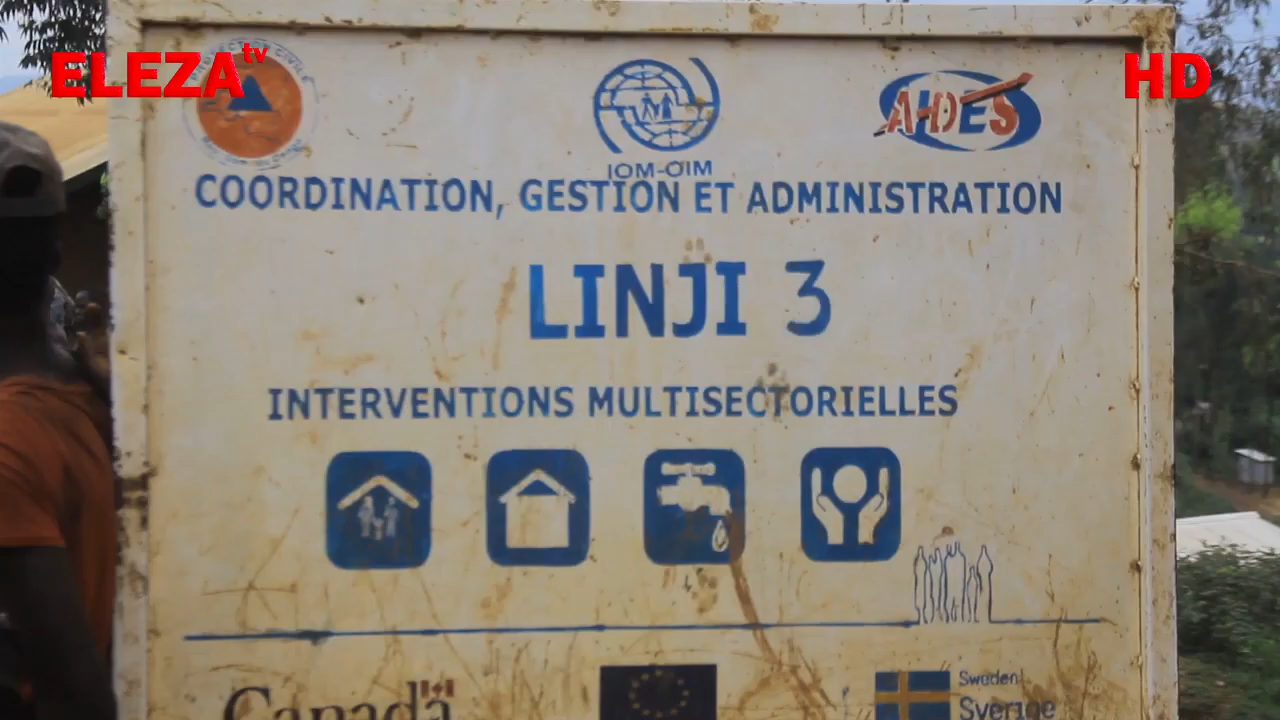 ELEZA tv
HD
IOM-OIM
AIDES
COORDINATION, GESTION ET ADMINISTRATION
LINJI 3
INTERVENTIONS MULTISECTORIELLES
Canada
Sweden
Sverige